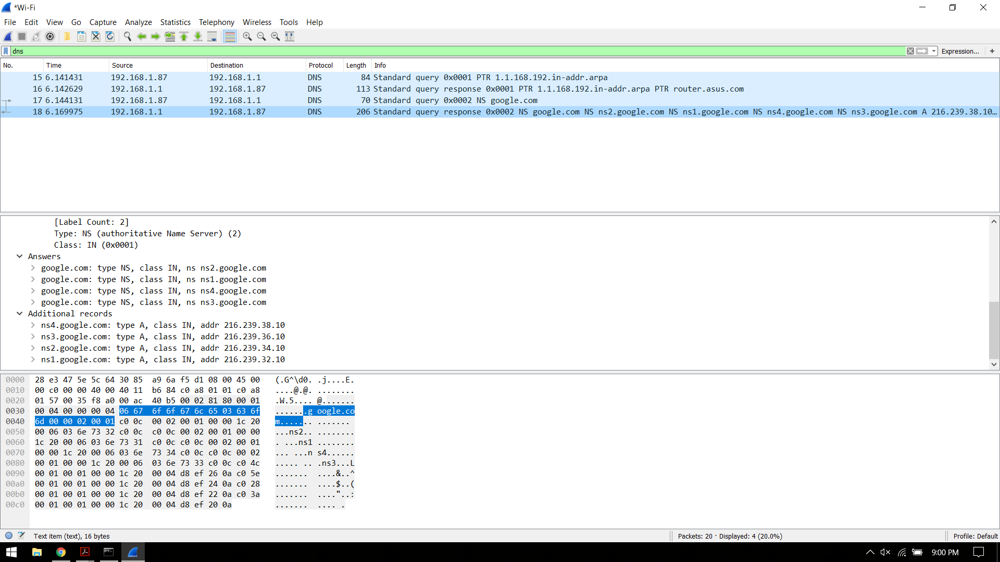 *Wi-Fi
File Edit View Go Capture Analyze Statistics Telephony Wireless Tools Help
dns Expression... +
No. Time Source Destination Protocol Length Info
15 6.141431 192.168.1.87 192.168.1.1 DNS 84 Standard query 0x0001 PTR 1.1.168.192.in-addr.arpa
16 6.142629 192.168.1.1 192.168.1.87 DNS 113 Standard query response 0x0001 PTR 1.1.168.192.in-addr.arpa PTR router.asus.com
17 6.144131 192.168.1.87 192.168.1.1 DNS 70 Standard query 0x0002 NS google.com
18 6.169975 192.168.1.1 192.168.1.87 DNS 206 Standard query response 0x0002 NS google.com NS ns2.google.com NS ns1.google.com NS ns4.google.com NS ns3.google.com A 216.239.38.10…
[Label Count: 2]
Type: NS (authoritative Name Server) (2)
Class: IN (0x0001)
Answers
google.com: type NS, class IN, ns ns2.google.com
google.com: type NS, class IN, ns ns1.google.com
google.com: type NS, class IN, ns ns4.google.com
google.com: type NS, class IN, ns ns3.google.com
Additional records
ns4.google.com: type A, class IN, addr 216.239.38.10
ns3.google.com: type A, class IN, addr 216.239.36.10
ns2.google.com: type A, class IN, addr 216.239.34.10
ns1.google.com: type A, class IN, addr 216.239.32.10
0000 28 e3 47 5e 5c 64 30 85 a9 6a f5 d1 08 00 45 00 (.G^\d0. .j....E.
0010 00 c0 00 00 40 00 40 11 b6 84 c0 a8 01 01 c0 a8 ....@.@. ........
0020 01 57 00 35 f8 a0 00 ac 40 b5 00 02 81 80 00 01 .W.5.... @.......
0030 00 04 00 00 00 04 06 67 6f 6f 67 6c 65 03 63 6f .......g oogle.co
0040 6d 00 00 02 00 01 c0 0c 00 02 00 01 00 00 1c 20 m....... ....... 
0050 00 06 03 6e 73 32 c0 0c c0 0c 00 02 00 01 00 00 ...ns2.. ........
0060 1c 20 00 06 03 6e 73 31 c0 0c c0 0c 00 02 00 01 . ...ns1 ........
0070 00 00 1c 20 00 06 03 6e 73 34 c0 0c c0 0c 00 02 ... ...n s4......
0080 00 01 00 00 1c 20 00 06 03 6e 73 33 c0 0c c0 4c ..... .. .ns3...L
0090 00 01 00 01 00 00 1c 20 00 04 d8 ef 26 0a c0 5e ....... ....&..^
00a0 00 01 00 01 00 00 1c 20 00 04 d8 ef 24 0a c0 28 ....... ....$..(
00b0 00 01 00 01 00 00 1c 20 00 04 d8 ef 22 0a c0 3a ....... ...."..:
00c0 00 01 00 01 00 00 1c 20 00 04 d8 ef 20 0a ....... .... .
Text item (text), 16 bytes Packets: 20 · Displayed: 4 (20.0%) Profile: Default
9:00 PM